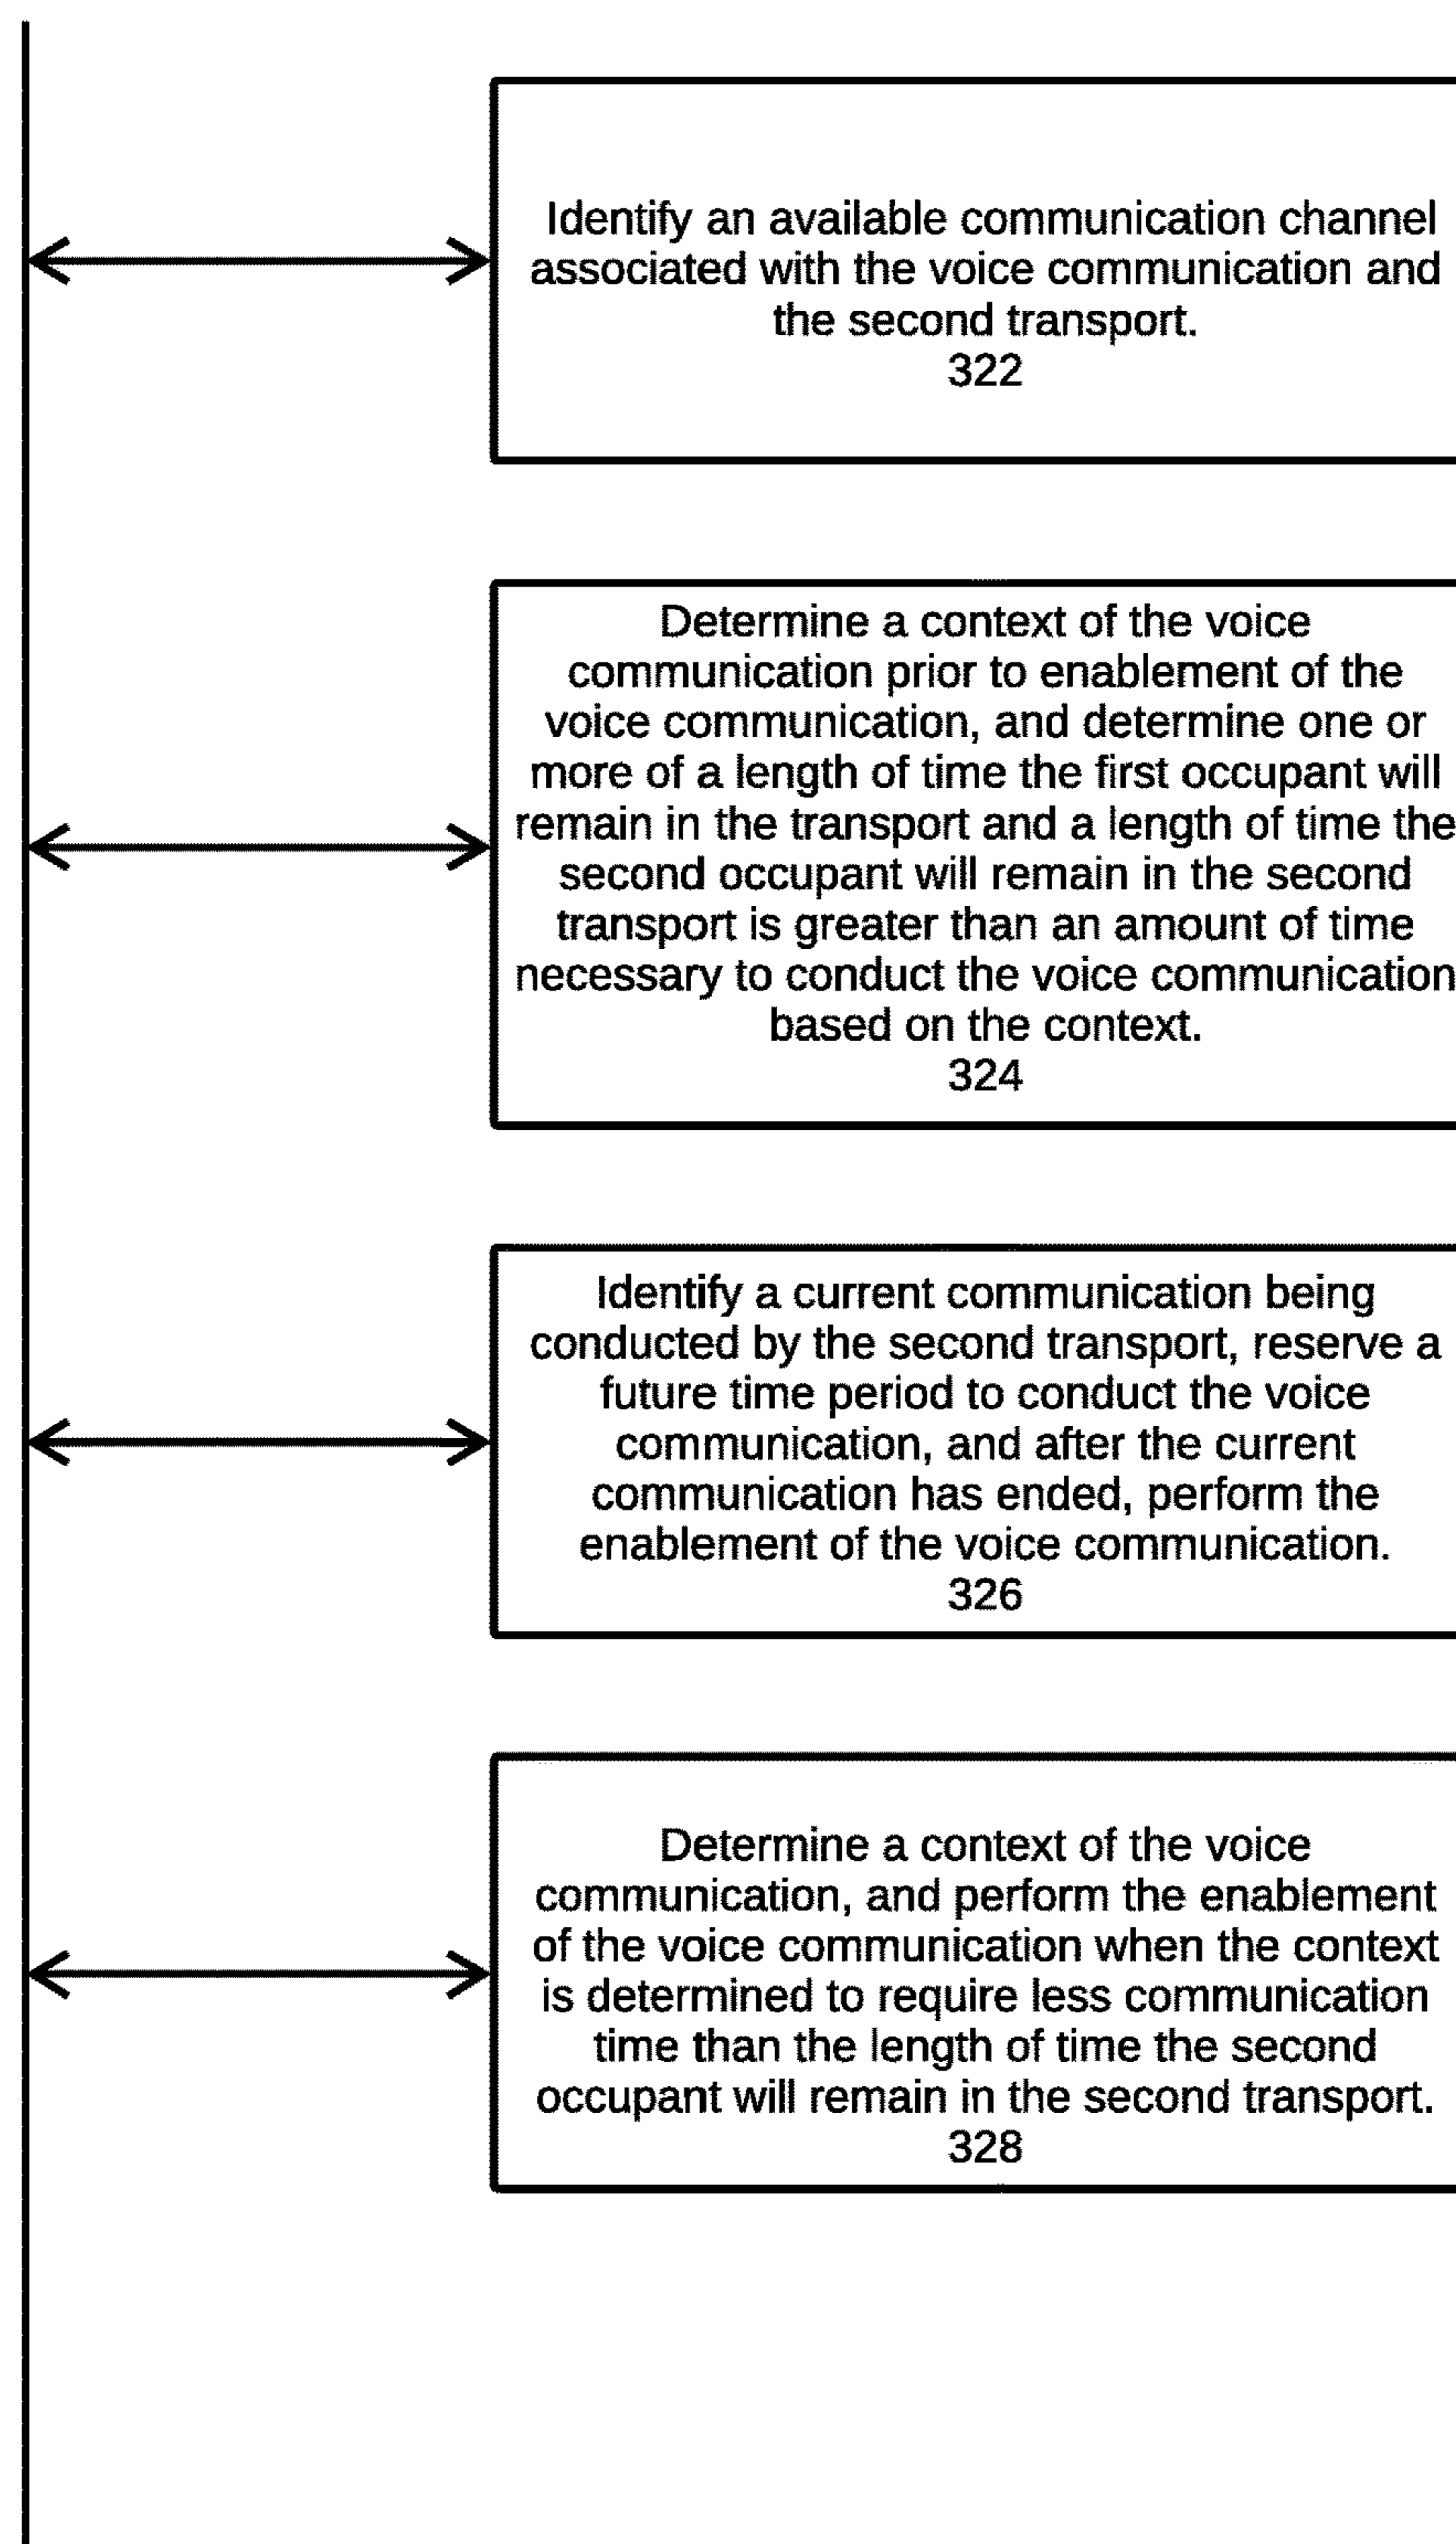 Identify an available communication channel
associated with the voice communication and
the second transport.
322
Determine a context of the voice
communication prior to enablement of the
voice communication, and determine one or
more of a length of time the first occupant will
remain in the transport and a length of time the
second occupant will remain in the second
transport is greater than an amount of time
necessary to conduct the voice communication
based on the context.
324
Identify a current communication being
conducted by the second transport, reserve a
future time period to conduct the voice
communication, and after the current
communication has ended, perform the
enablement of the voice communication.
326
Determine a context of the voice
communication, and perform the enablement
of the voice communication when the context
is determined to require less communication
time than the length of time the second
occupant will remain in the second transport.
328